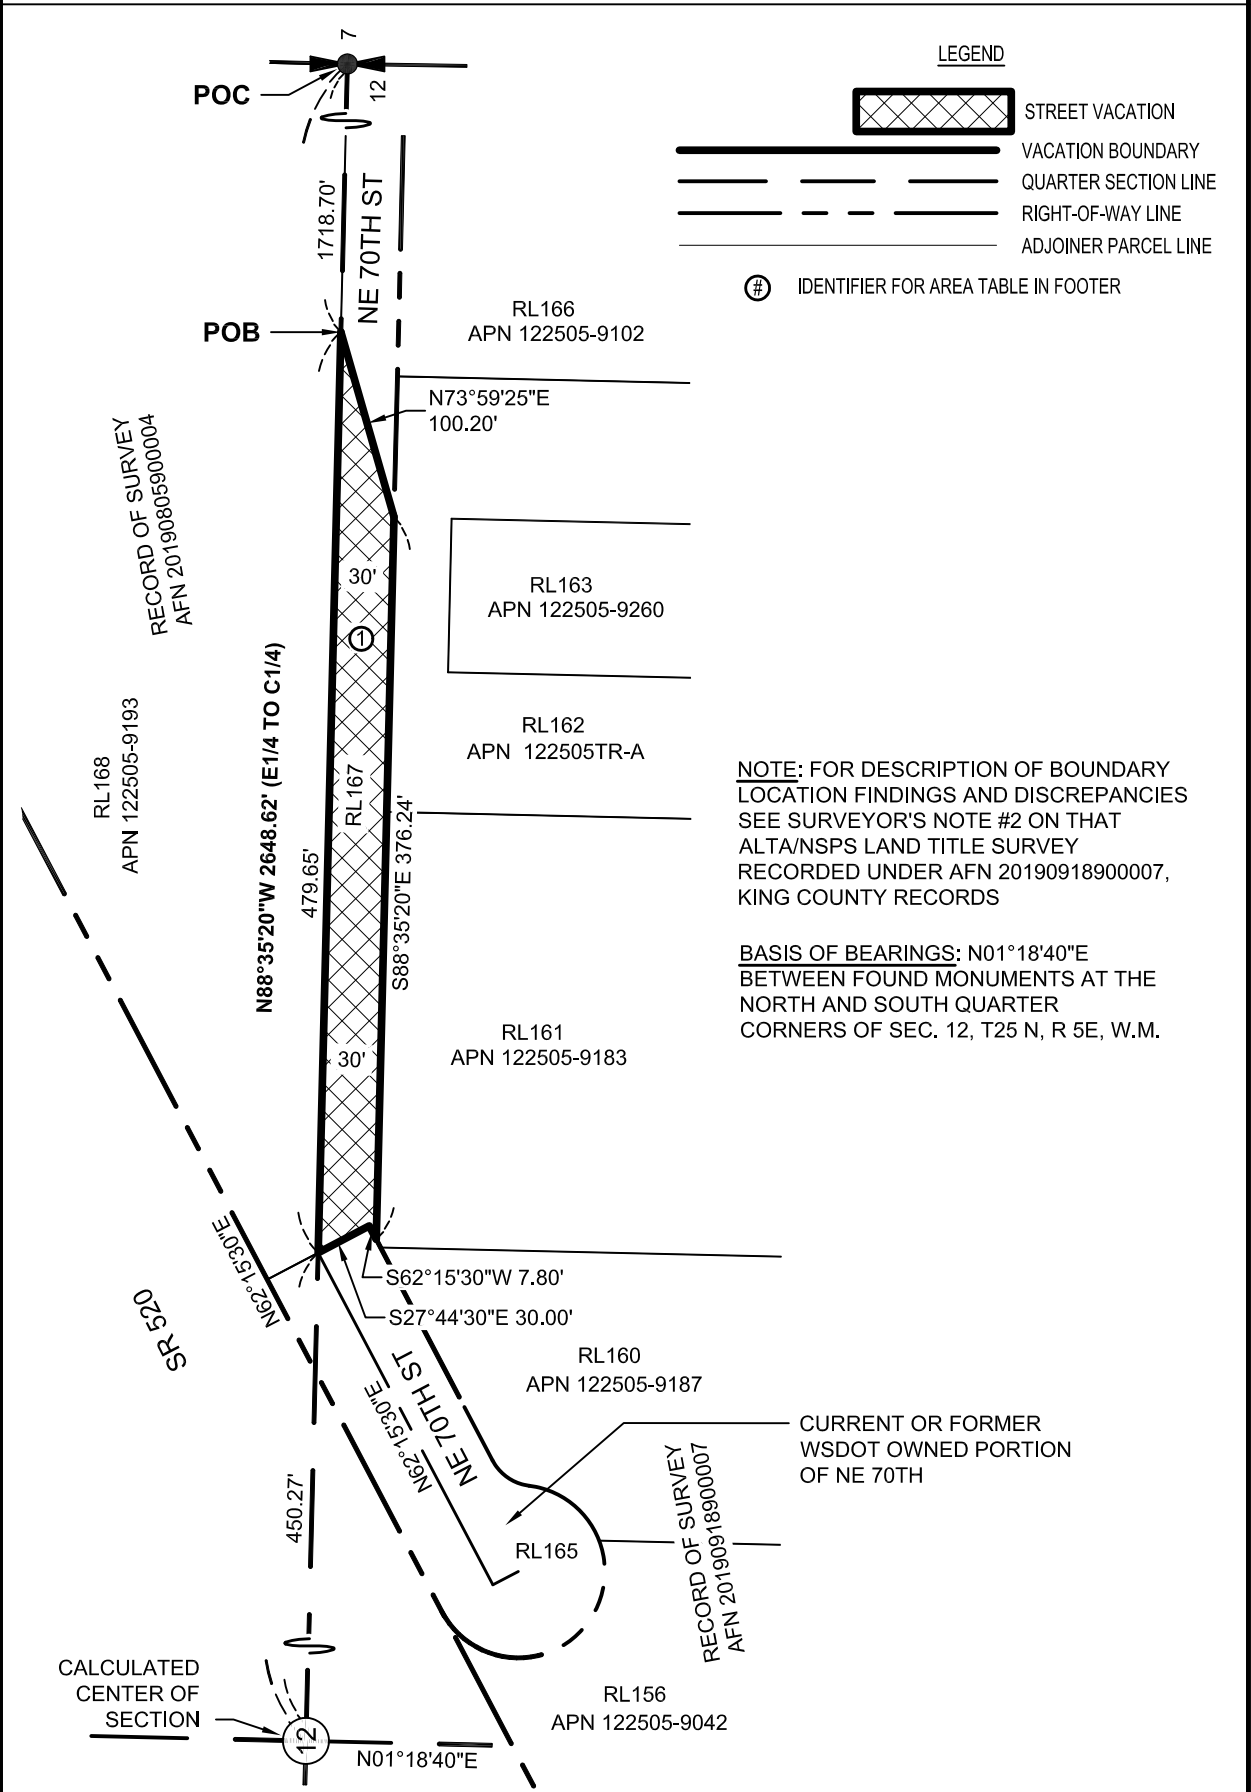 7
12
POC
LEGEND
STREET VACATION
VACATION BOUNDARY
QUARTER SECTION LINE
RIGHT-OF-WAY LINE
ADJOINER PARCEL LINE
# IDENTIFIER FOR AREA TABLE IN FOOTER
1718.70'
NE 70TH ST
POB
RL166
APN 122505-9102
N73°59'25"E
100.20'
RECORD OF SURVEY
AFN 20190805900004
30'
1
RL163
APN 122505-9260
RL162
APN 122505TR-A
RL168
APN 122505-9193
N88°35'20"W 2648.62' (E1/4 TO C1/4)
479.65'
RL167
S88°35'20"E 376.24'
NOTE: FOR DESCRIPTION OF BOUNDARY
LOCATION FINDINGS AND DISCREPANCIES
SEE SURVEYOR'S NOTE #2 ON THAT
ALTA/NSPS LAND TITLE SURVEY
RECORDED UNDER AFN 20190918900007,
KING COUNTY RECORDS
BASIS OF BEARINGS: N01°18'40"E
BETWEEN FOUND MONUMENTS AT THE
NORTH AND SOUTH QUARTER
CORNERS OF SEC. 12, T25 N, R 5E, W.M.
RL161
APN 122505-9183
30'
N62°15'30"E
S62°15'30"W 7.80'
S27°44'30"E 30.00'
SR 520
RL160
APN 122505-9187
NE 70TH ST
N62°15'30"E
CURRENT OR FORMER
WSDOT OWNED PORTION
OF NE 70TH
450.27'
RL165
RECORD OF SURVEY
AFN 20190918900007
CALCULATED
CENTER OF
SECTION
12
N01°18'40"E
RL156
APN 122505-9042